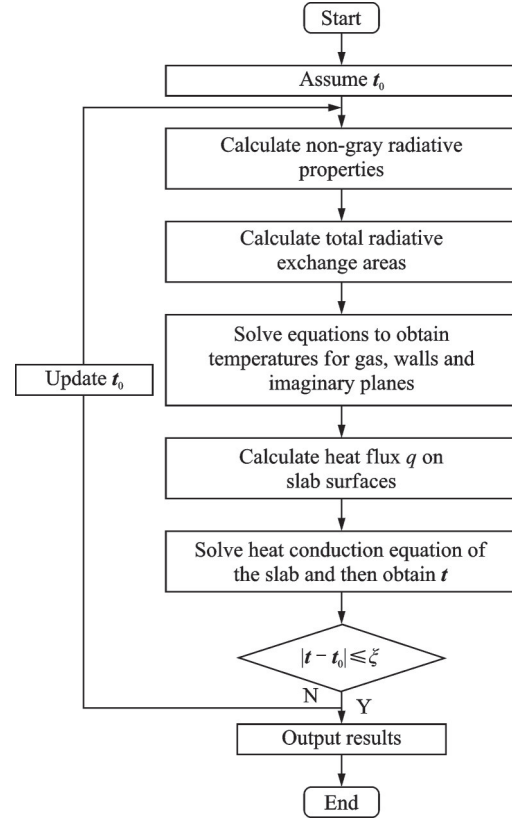 Start
Assume t₀
Calculate non-gray radiative
properties
Calculate total radiative
exchange areas
Solve equations to obtain
temperatures for gas, walls and
imaginary planes
Update t₀
Calculate heat flux q on
slab surfaces
Solve heat conduction equation of
the slab and then obtain t
|t − t₀| ≤ ξ
N
Y
Output results
End